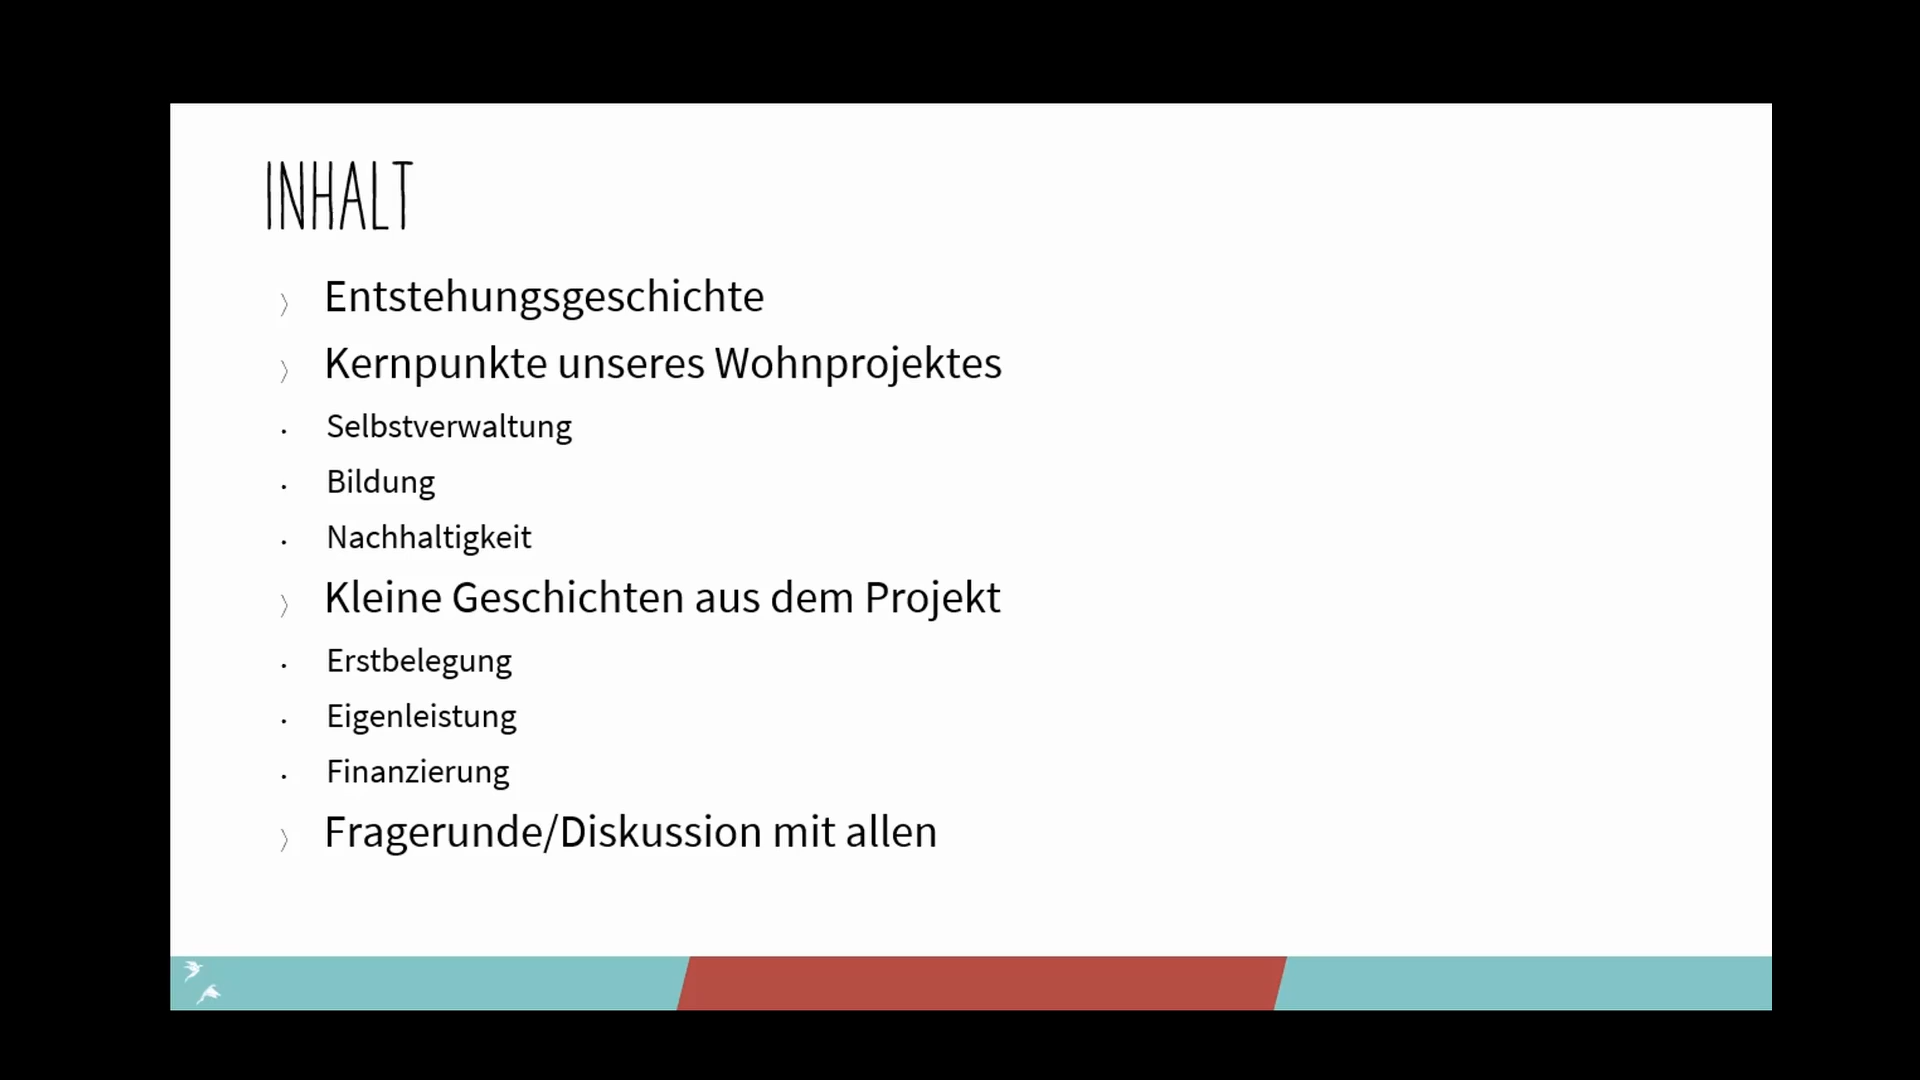 INHALT
Entstehungsgeschichte
Kernpunkte unseres Wohnprojektes
Selbstverwaltung
Bildung
Nachhaltigkeit
Kleine Geschichten aus dem Projekt
Erstbelegung
Eigenleistung
Finanzierung
Fragerunde/Diskussion mit allen